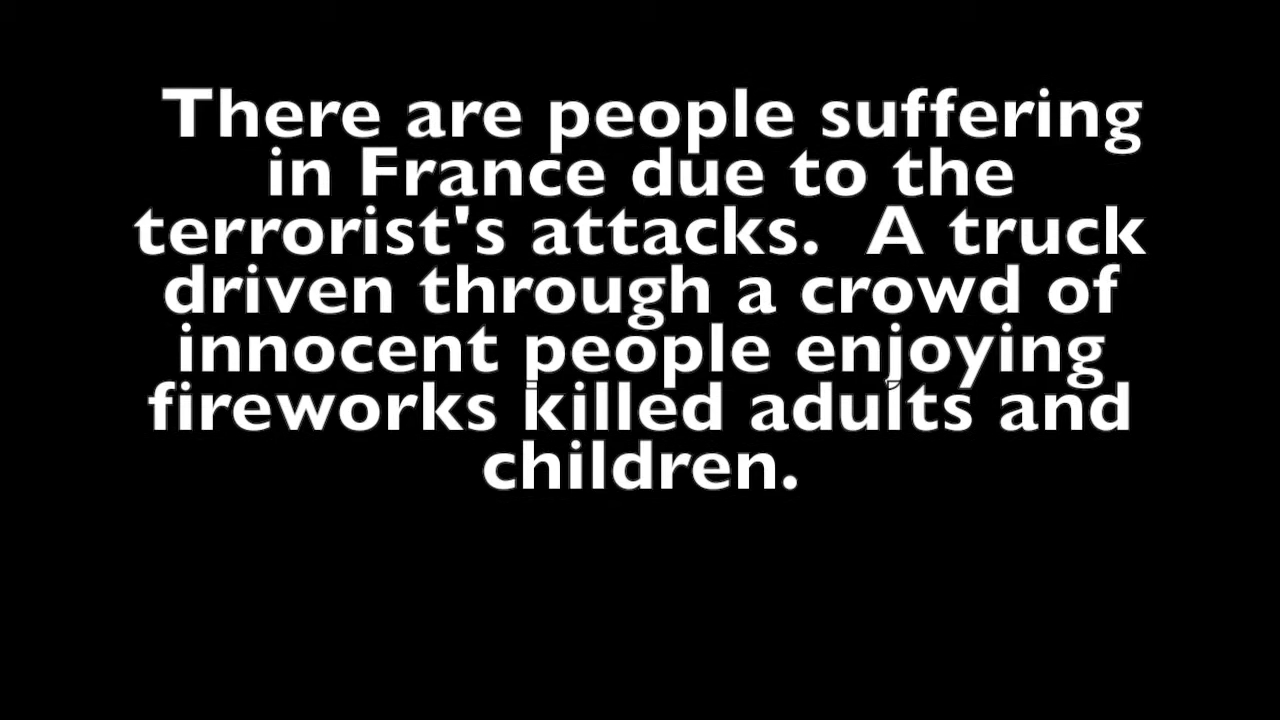 There are people suffering
in France due to the
terrorist's attacks.  A truck
driven through a crowd of
innocent people enjoying
fireworks killed adults and
children.